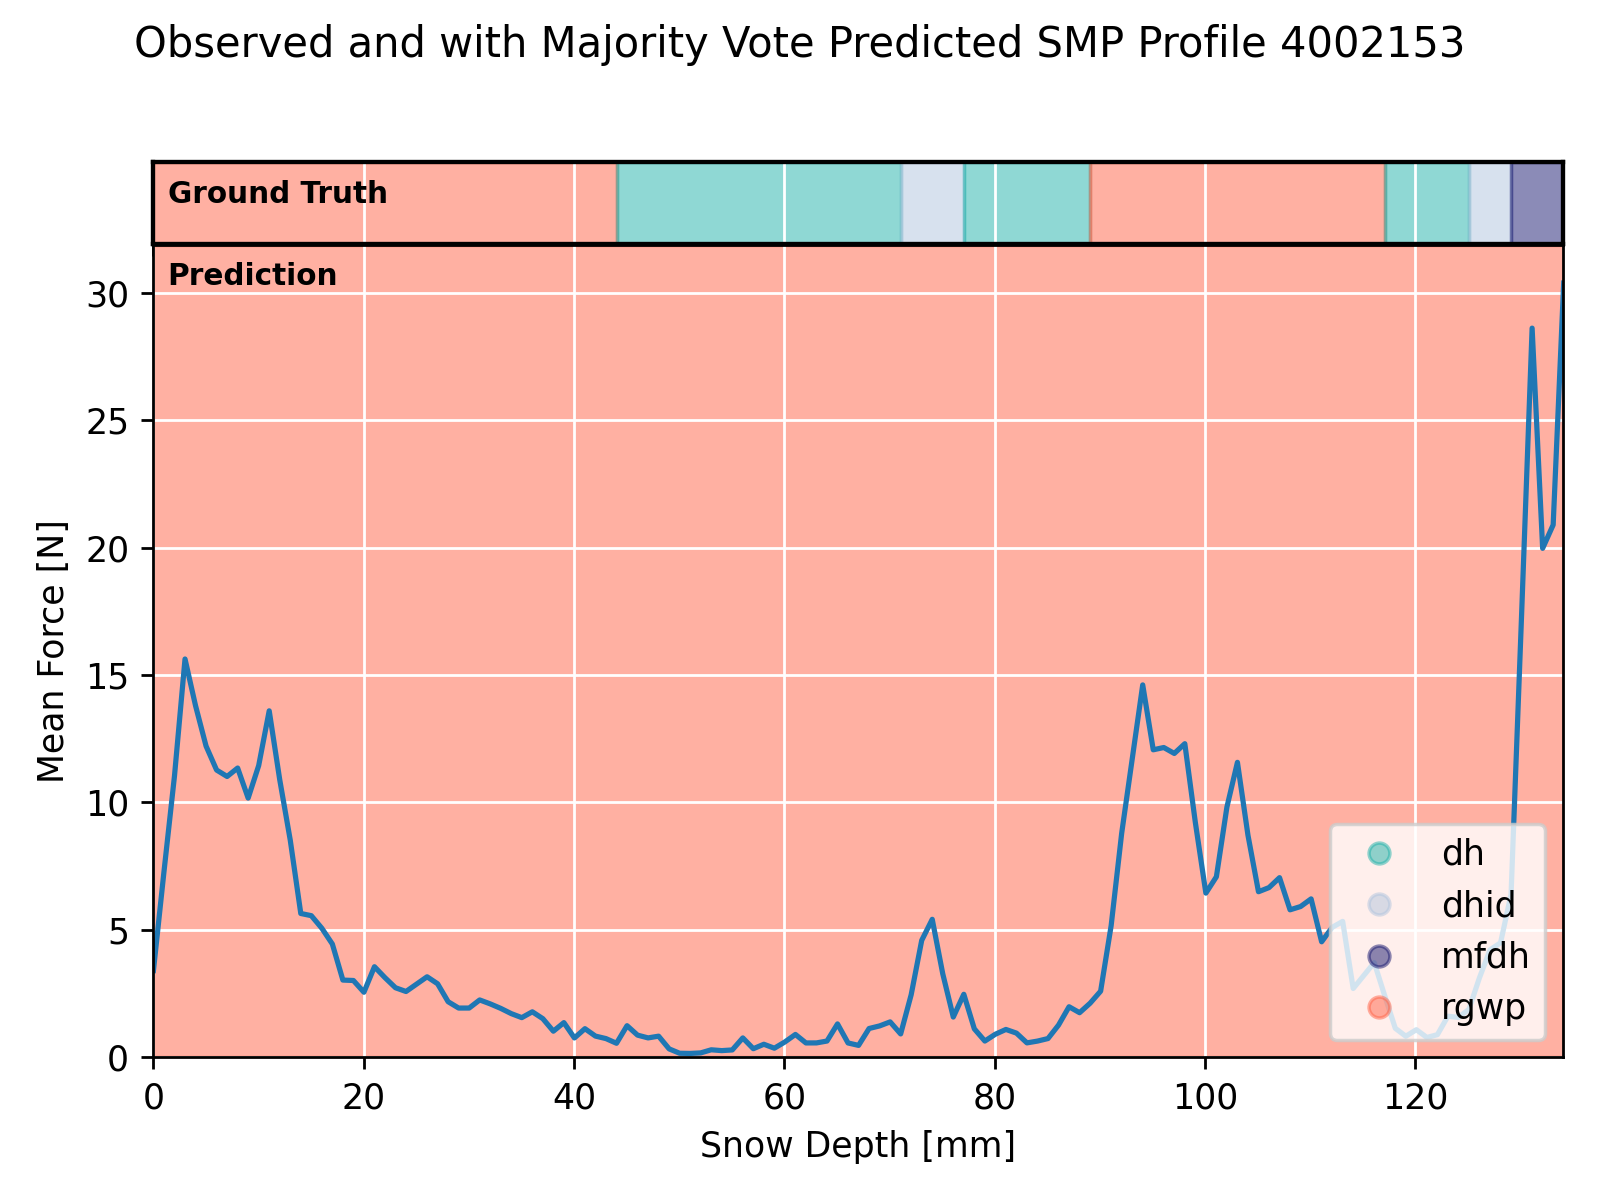 Observed and with Majority Vote Predicted SMP Profile 4002153
Ground Truth
Prediction
30
25
20
15
10
5
0
Mean Force [N]
dh
dhid
mfdh
rgwp
0 20 40 60 80 100 120
Snow Depth [mm]